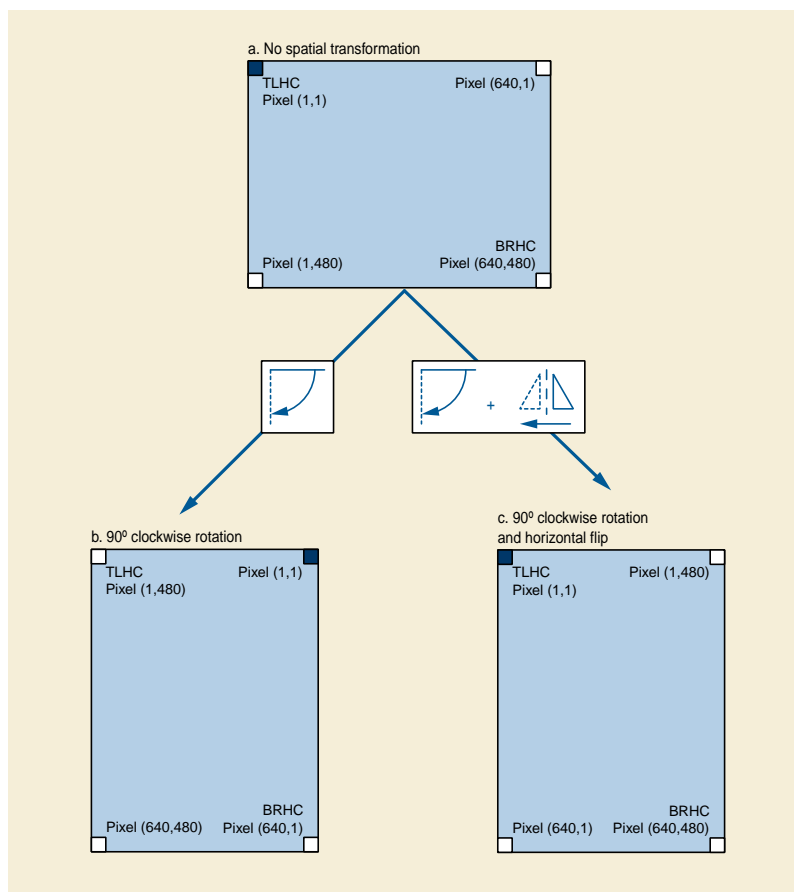 a. No spatial transformation
TLHC
Pixel (1,1)
Pixel (640,1)
Pixel (1,480)
BRHC
Pixel (640,480)
+
b. 90º clockwise rotation
TLHC
Pixel (1,480)
Pixel (1,1)
Pixel (640,480)
BRHC
Pixel (640,1)
c. 90º clockwise rotation
and horizontal flip
TLHC
Pixel (1,1)
Pixel (1,480)
Pixel (640,1)
BRHC
Pixel (640,480)